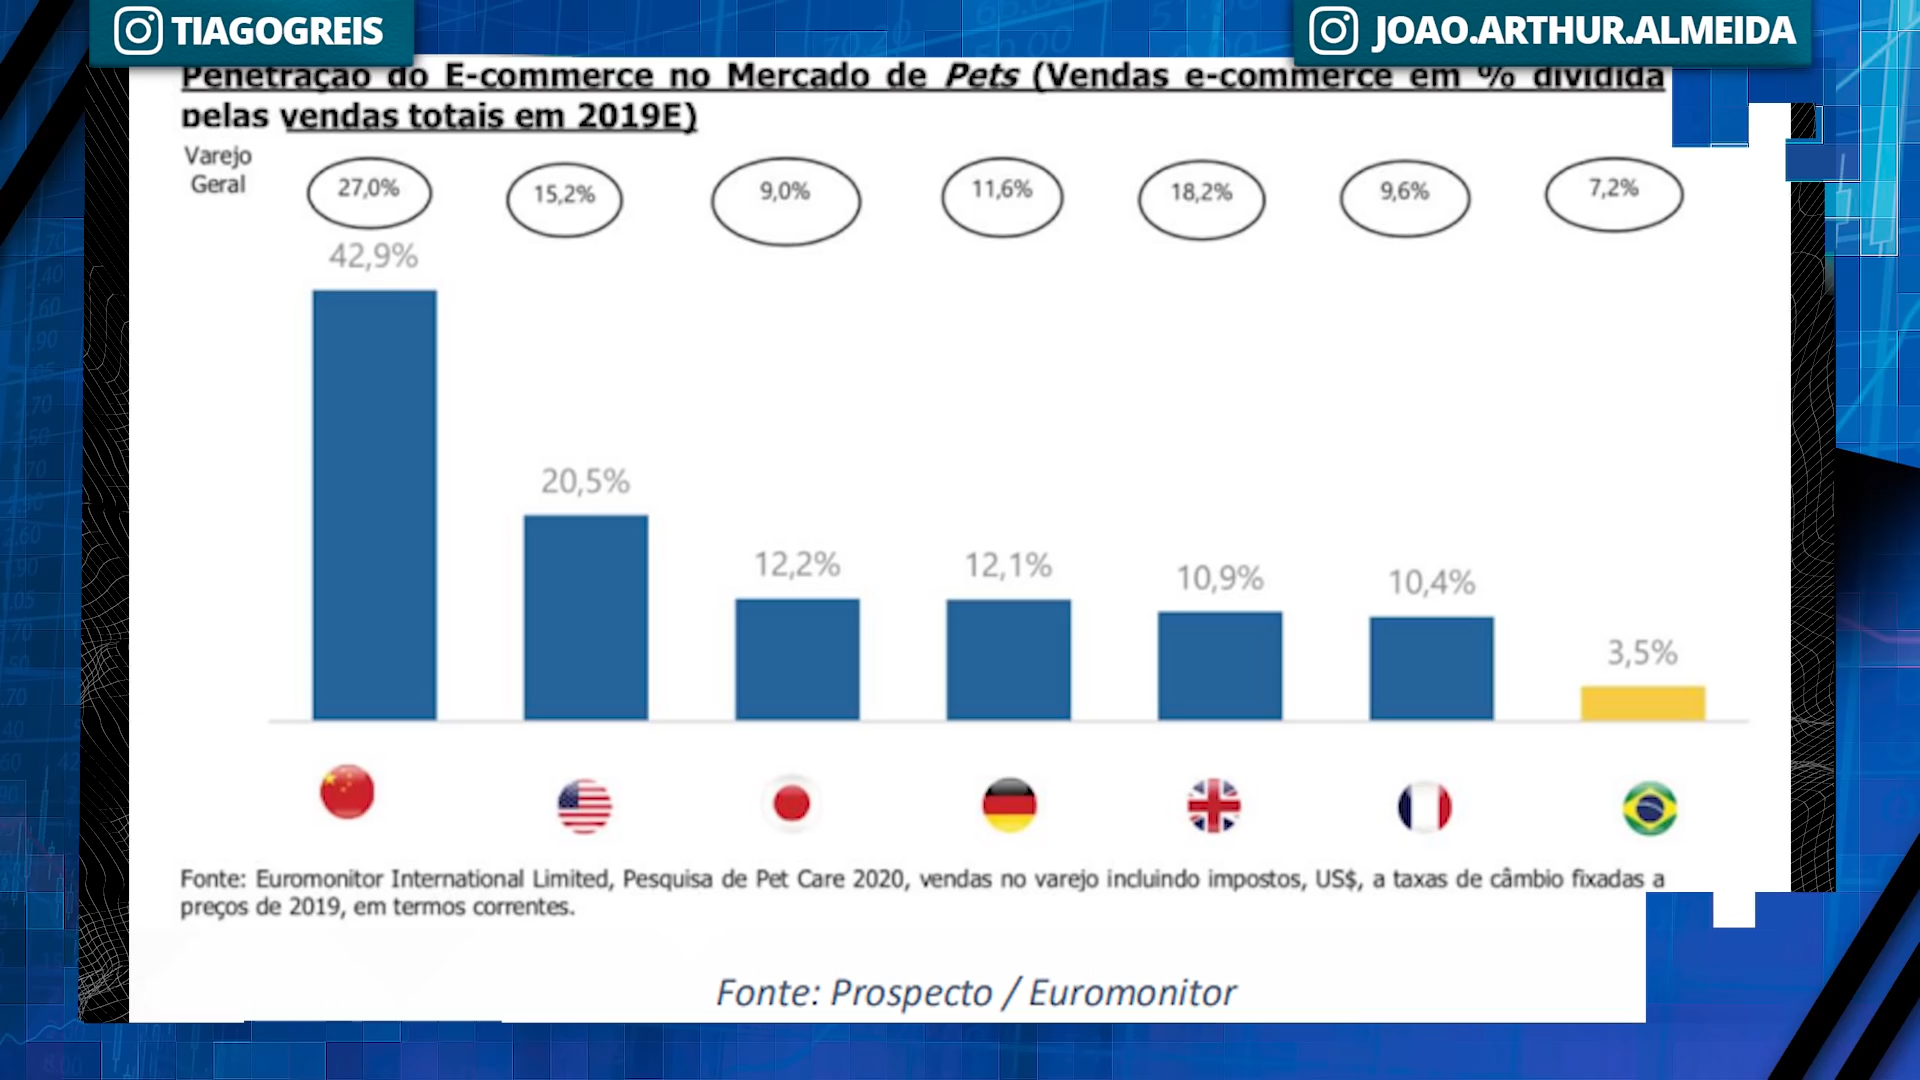 TIAGOGREIS
JOAO.ARTHUR.ALMEIDA
Penetração do E-commerce no Mercado de Pets (Vendas e-commerce em % dividida
pelas vendas totais em 2019E)
Varejo
Geral
27,0%
15,2%
9,0%
11,6%
18,2%
9,6%
7,2%
42,9%
20,5%
12,2%
12,1%
10,9%
10,4%
3,5%
Fonte: Euromonitor International Limited, Pesquisa de Pet Care 2020, vendas no varejo incluindo impostos, US$, a taxas de câmbio fixadas a
preços de 2019, em termos correntes.
Fonte: Prospecto / Euromonitor